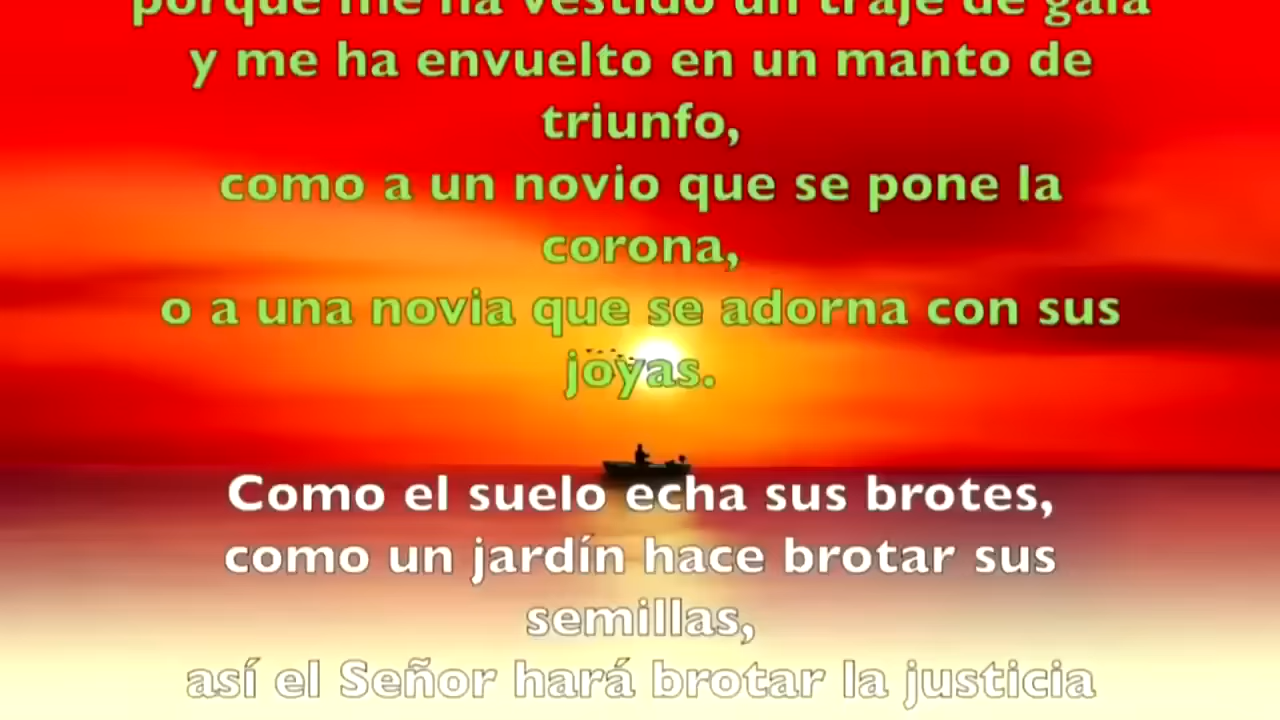 porque me ha vestido un traje de gala
y me ha envuelto en un manto de
triunfo,
como a un novio que se pone la
corona,
o a una novia que se adorna con sus
joyas.
Como el suelo echa sus brotes,
como un jardín hace brotar sus
semillas,
así el Señor hará brotar la justicia